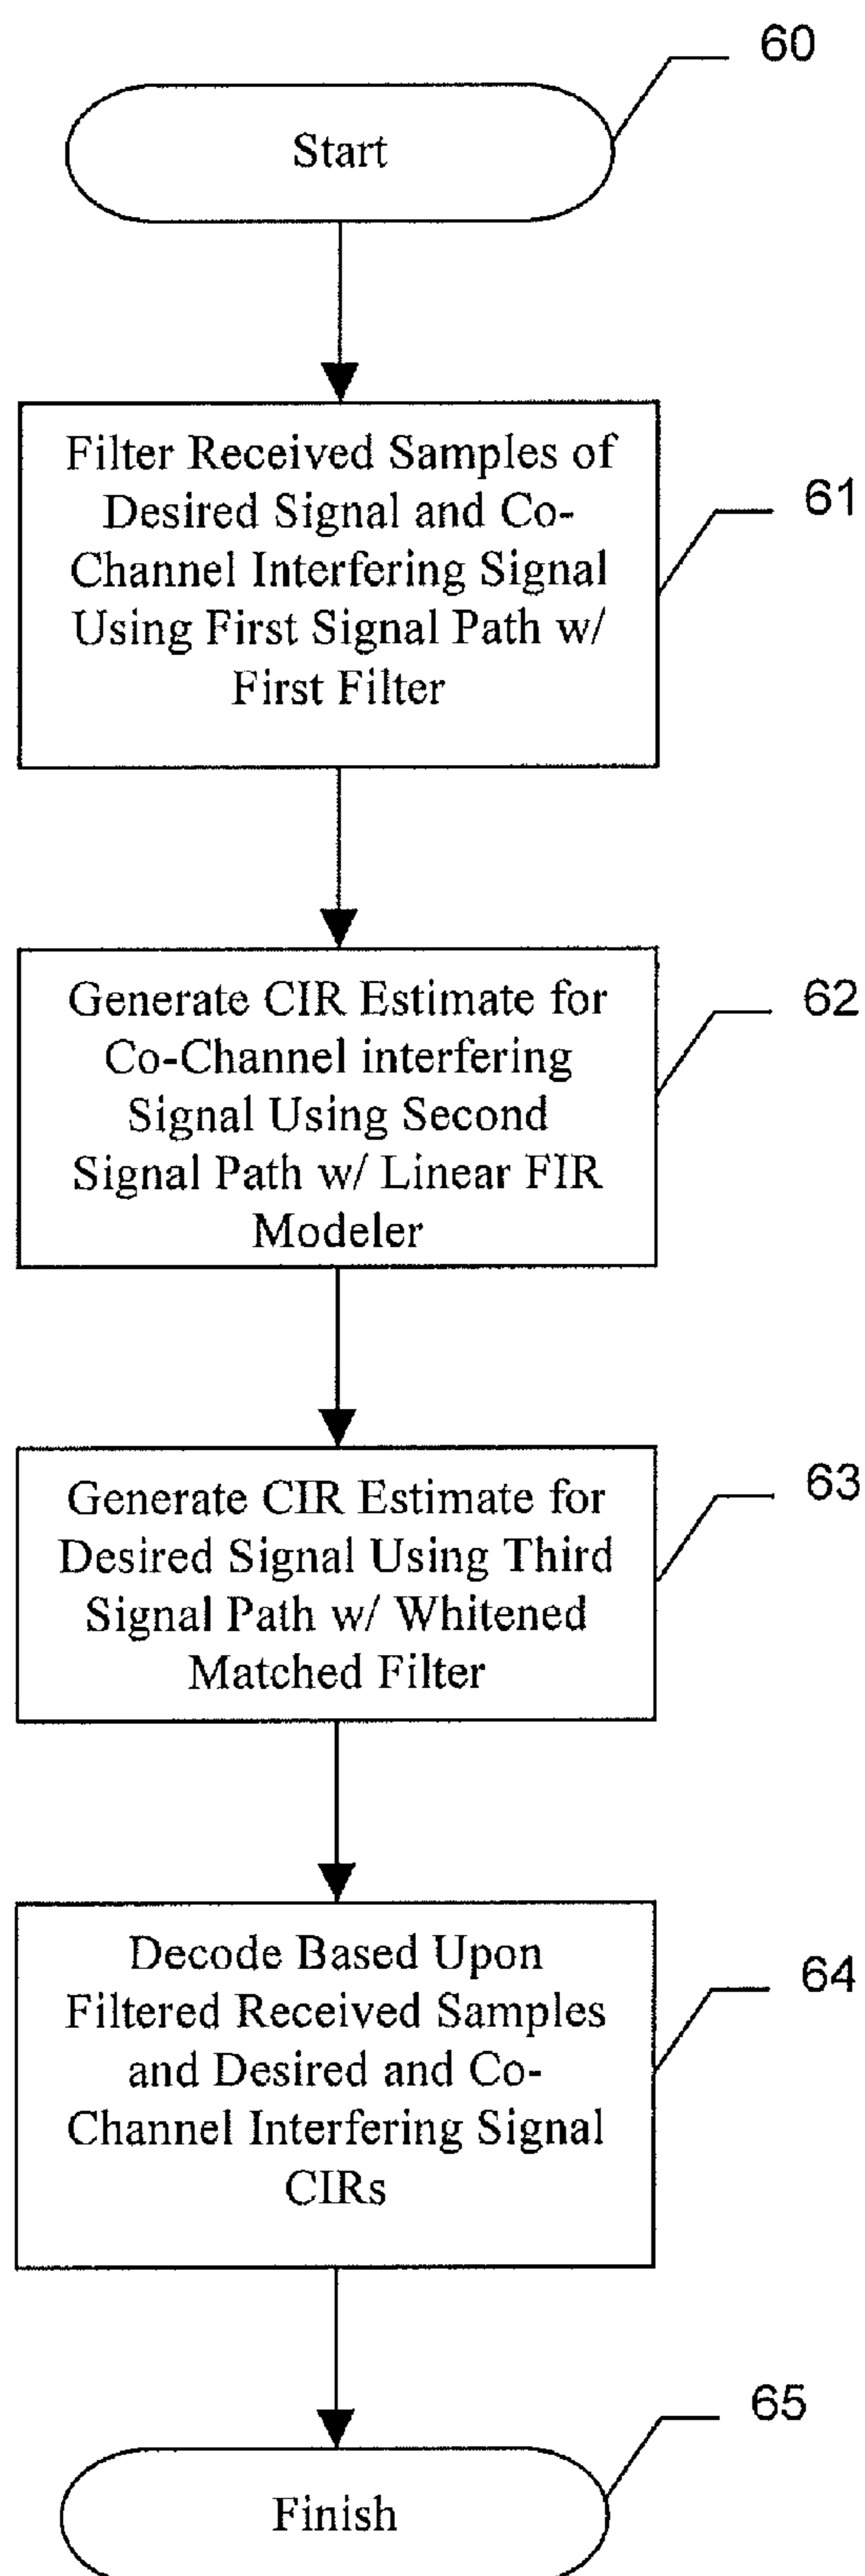 60
Start
Filter Received Samples of
Desired Signal and Co-
Channel Interfering Signal
Using First Signal Path w/
First Filter
61
Generate CIR Estimate for
Co-Channel interfering
Signal Using Second
Signal Path w/ Linear FIR
Modeler
62
Generate CIR Estimate for
Desired Signal Using Third
Signal Path w/ Whitened
Matched Filter
63
Decode Based Upon
Filtered Received Samples
and Desired and Co-
Channel Interfering Signal
CIRs
64
65
Finish